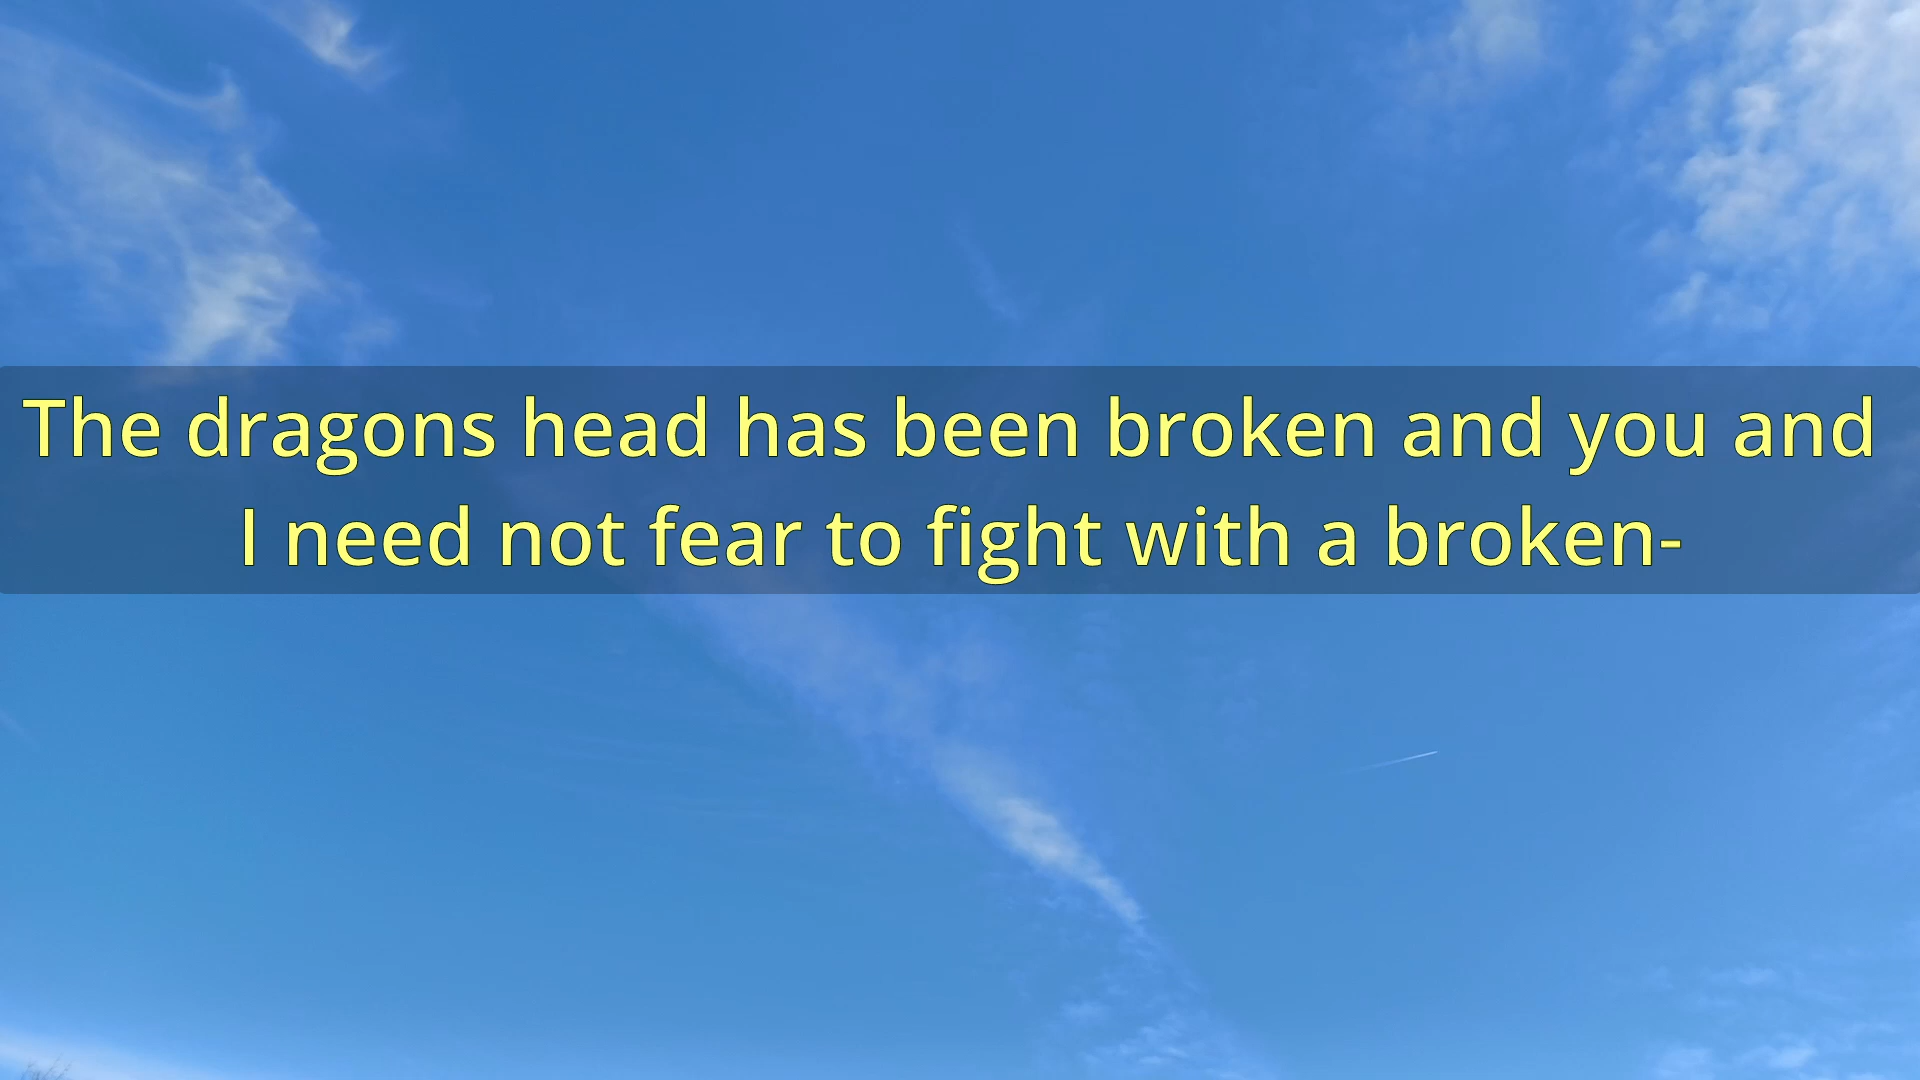 The dragons head has been broken and you and
I need not fear to fight with a broken-